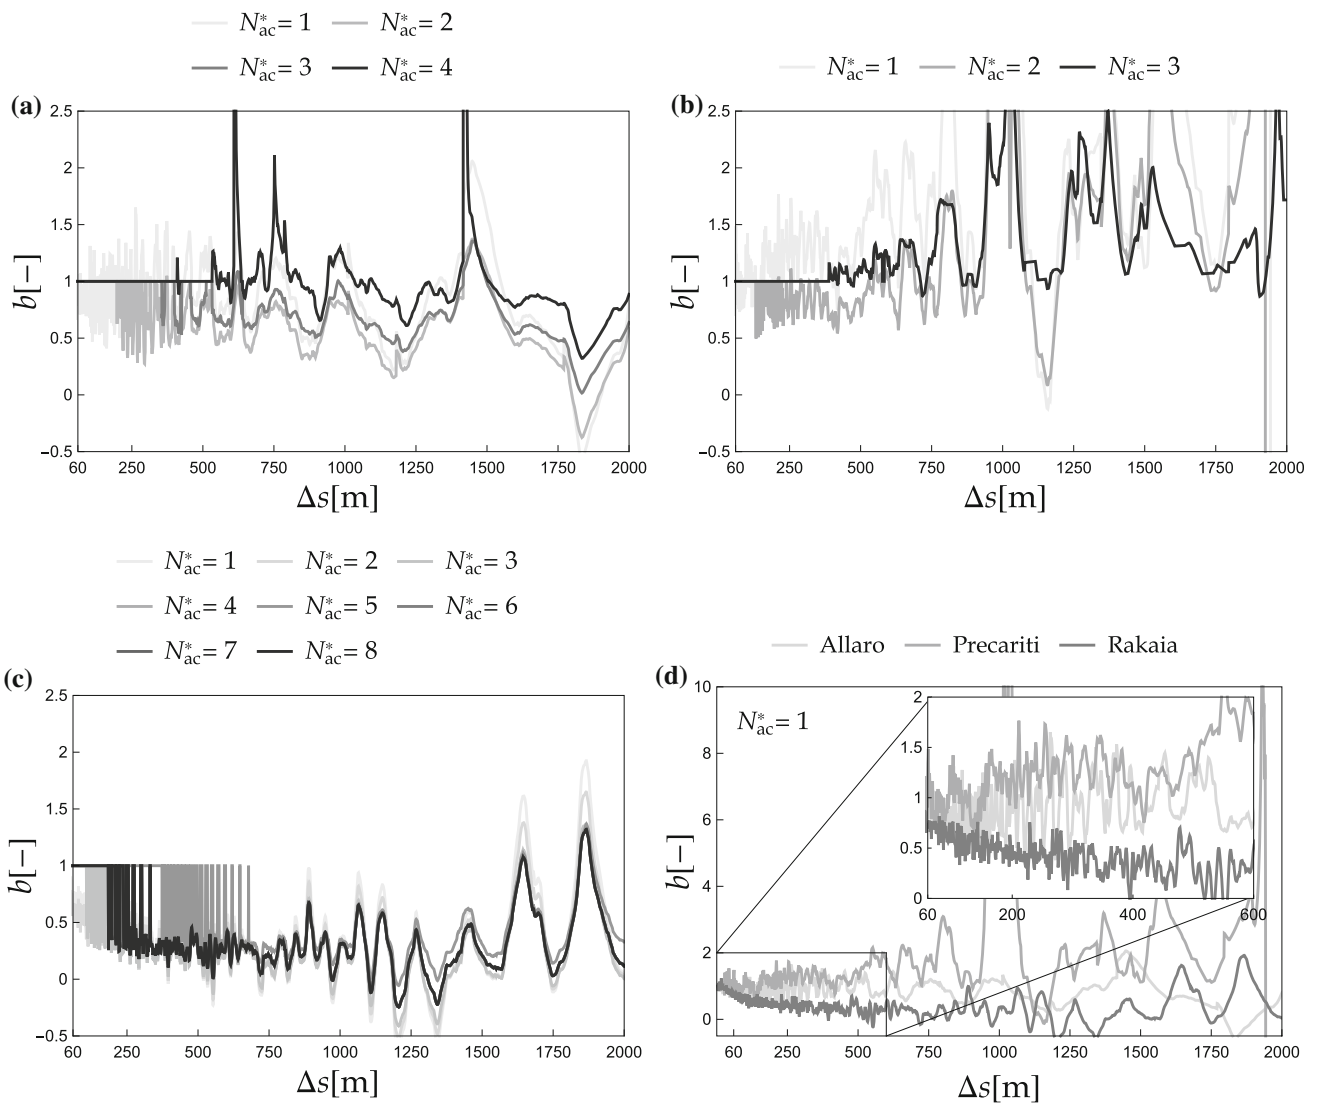 N*ac = 1 N*ac = 2
N*ac = 3 N*ac = 4
(a)
2.5
2
1.5
1
0.5
0
−0.5
b[−]
60 250 500 750 1000 1250 1500 1750 2000
Δs[m]
N*ac = 1 N*ac = 2 N*ac = 3
(b)
2.5
2
1.5
1
0.5
0
−0.5
b[−]
60 250 500 750 1000 1250 1500 1750 2000
Δs[m]
N*ac = 1 N*ac = 2 N*ac = 3
N*ac = 4 N*ac = 5 N*ac = 6
N*ac = 7 N*ac = 8
(c)
2.5
2
1.5
1
0.5
0
−0.5
b[−]
60 250 500 750 1000 1250 1500 1750 2000
Δs[m]
Allaro Precariti Rakaia
(d)
10
8
6
4
2
0
b[−]
N*ac = 1
2
1.5
1
0.5
0
60 200 400 600
60 250 500 750 1000 1250 1500 1750 2000
Δs[m]